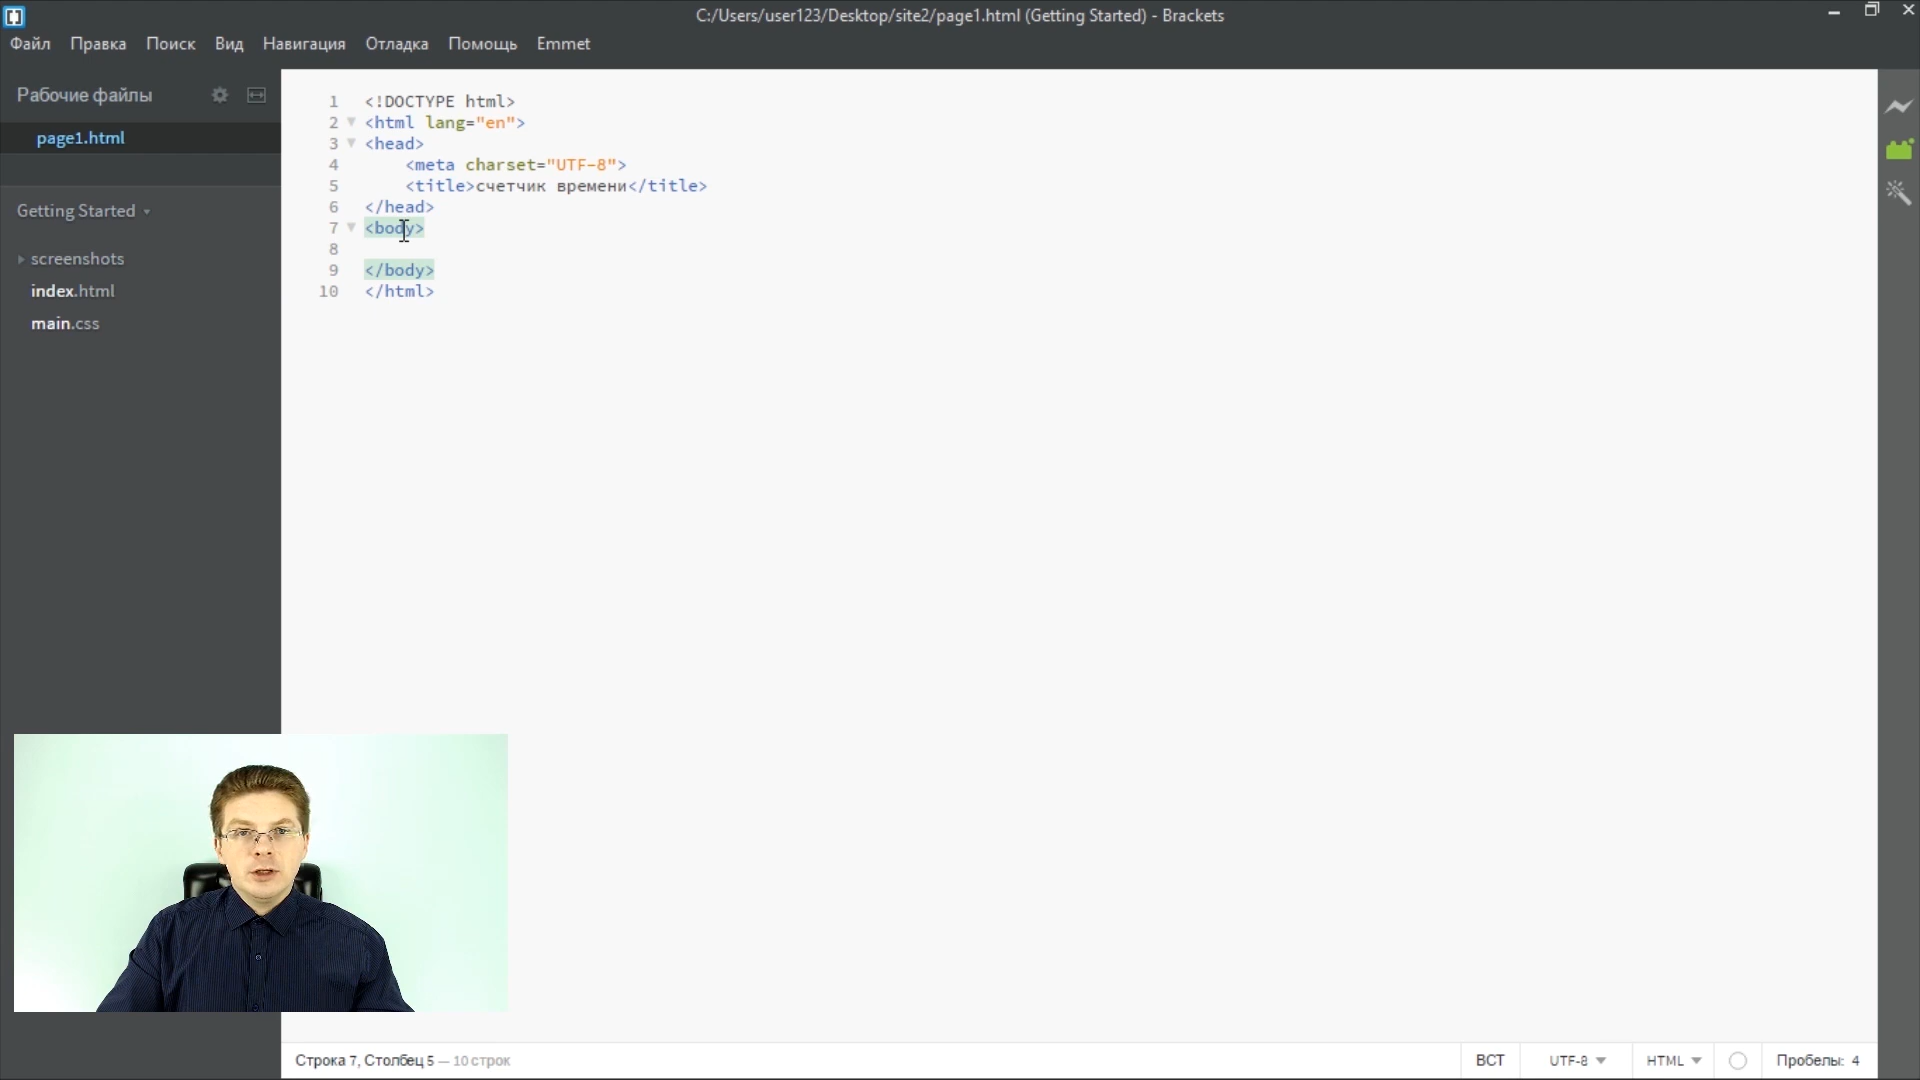 C:/Users/user123/Desktop/site2/page1.html (Getting Started) - Brackets
Файл Правка Поиск Вид Навигация Отладка Помощь Emmet
Рабочие файлы
page1.html
Getting Started
screenshots
index.html
main.css
1 <!DOCTYPE html>
2 <html lang="en">
3 <head>
4 <meta charset="UTF-8">
5 <title>счетчик времени</title>
6 </head>
7 <body>
8
9 </body>
10 </html>
Строка 7, Столбец 5 — 10 строк
ВСТ UTF-8 HTML Пробелы: 4